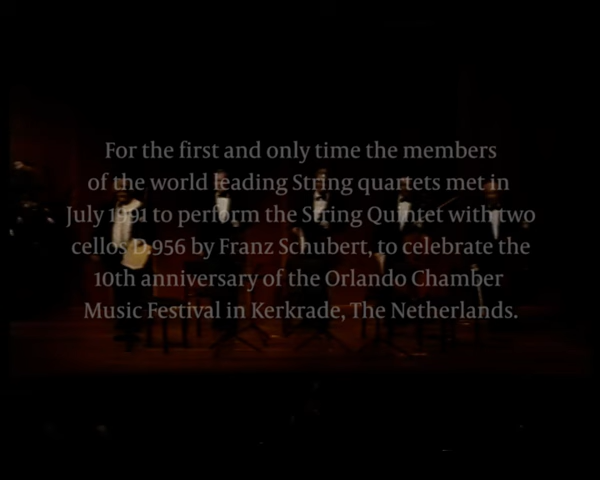 For the first and only time the members
of the world leading String quartets met in
July 1991 to perform the String Quintet with two
cellos D.956 by Franz Schubert, to celebrate the
10th anniversary of the Orlando Chamber
Music Festival in Kerkrade, The Netherlands.